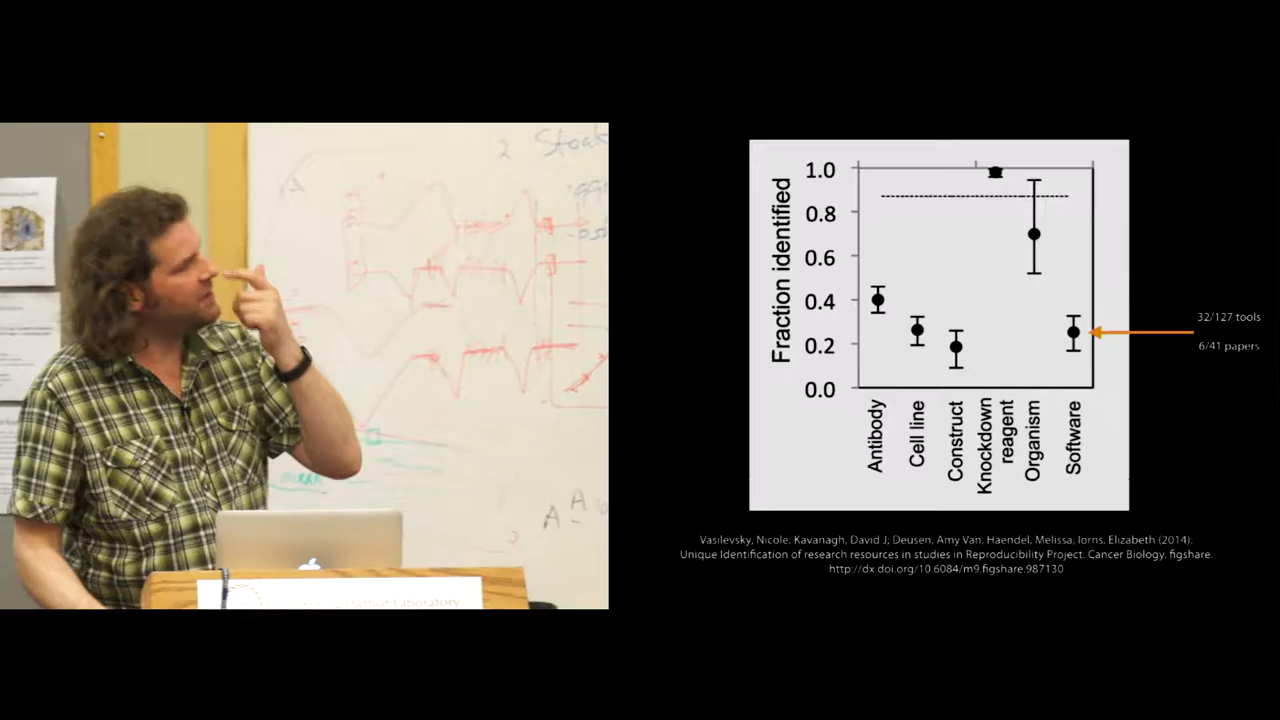 2 Stoak
A A
Laboratory
1.0
0.8
0.6
0.4
0.2
0.0
Fraction identified
Antibody
Cell line
Construct
Knockdown
reagent
Organism
Software
32/127 tools
6/41 papers
Vasilevsky, Nicole; Kavanagh, David J; Deusen, Amy Van; Haendel, Melissa; Iorns, Elizabeth (2014):
Unique Identification of research resources in studies in Reproducibility Project: Cancer Biology. figshare.
http://dx.doi.org/10.6084/m9.figshare.987130